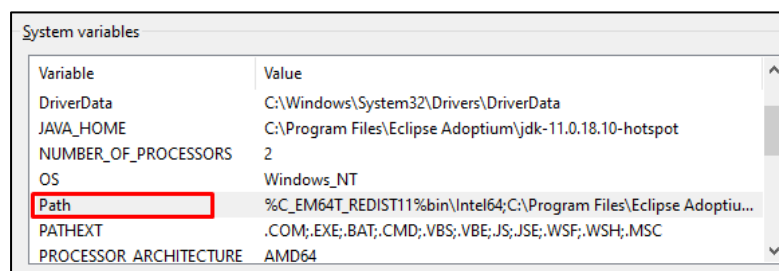 System variables
Variable Value
DriverData C:\Windows\System32\Drivers\DriverData
JAVA_HOME C:\Program Files\Eclipse Adoptium\jdk-11.0.18.10-hotspot
NUMBER_OF_PROCESSORS 2
OS Windows_NT
Path %C_EM64T_REDIST11%bin\Intel64;C:\Program Files\Eclipse Adoptiu...
PATHEXT .COM;.EXE;.BAT;.CMD;.VBS;.VBE;.JS;.JSE;.WSF;.WSH;.MSC
PROCESSOR_ARCHITECTURE AMD64